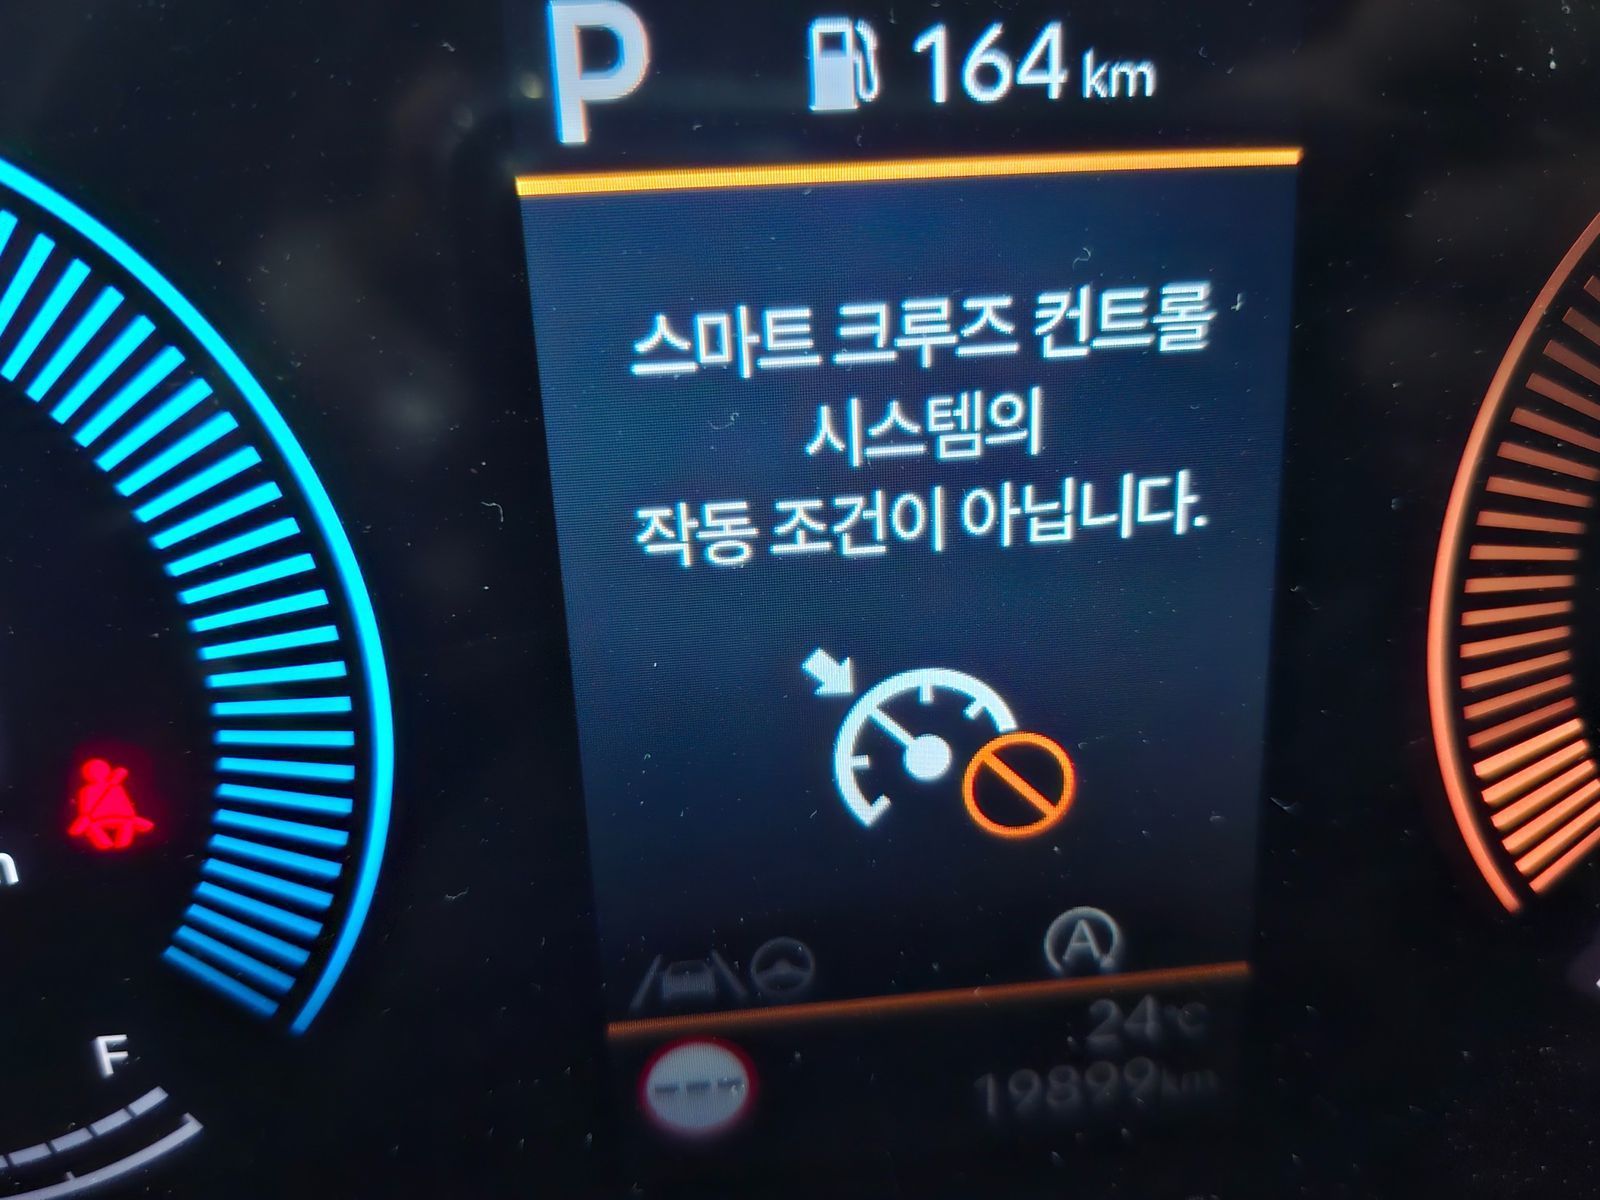 P 164 km
스마트 크루즈 컨트롤
시스템의
작동 조건이 아닙니다.
A
24°C
19899km
F